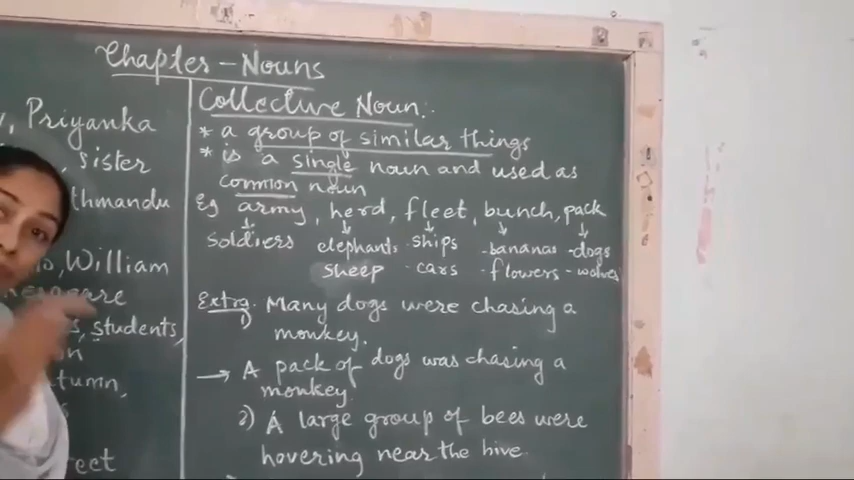 Chapter - Nouns
Priyanka
, Sister
thmandu
, William
students,
tumn,
eet
Collective Noun:
* a group of similar things
* is a single noun and used as
common noun
Eg army, herd, fleet, bunch, pack
soldiers elephants ships bananas dogs
sheep cars flowers wolves
Extra. Many dogs were chasing a
1) monkey.
→ A pack of dogs was chasing a
monkey.
2) A large group of bees were
hovering near the hive.